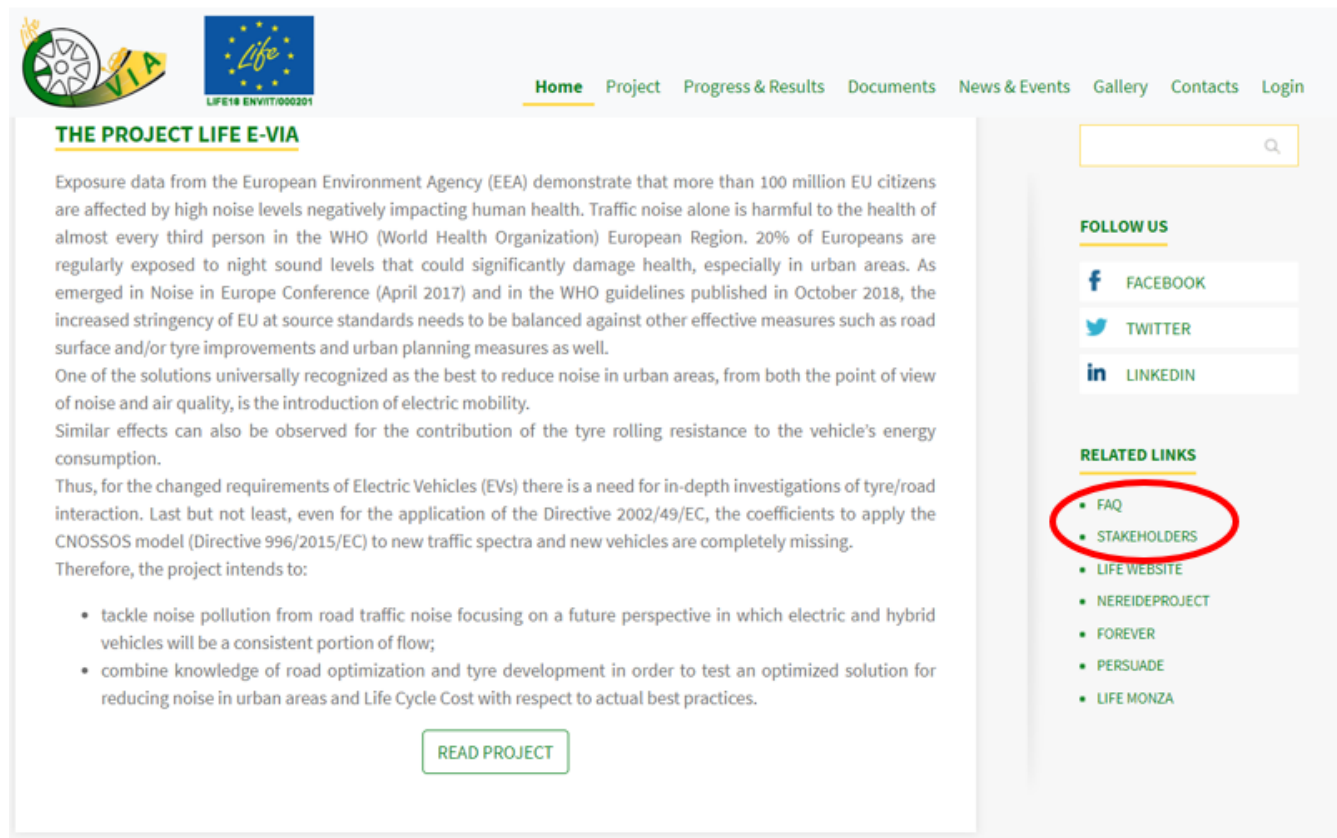 life
VIA
Life
LIFE18 ENV/IT/000201
Home Project Progress & Results Documents News & Events Gallery Contacts Login
THE PROJECT LIFE E-VIA
Exposure data from the European Environment Agency (EEA) demonstrate that more than 100 million EU citizens
are affected by high noise levels negatively impacting human health. Traffic noise alone is harmful to the health of
almost every third person in the WHO (World Health Organization) European Region. 20% of Europeans are
regularly exposed to night sound levels that could significantly damage health, especially in urban areas. As
emerged in Noise in Europe Conference (April 2017) and in the WHO guidelines published in October 2018, the
increased stringency of EU at source standards needs to be balanced against other effective measures such as road
surface and/or tyre improvements and urban planning measures as well.
One of the solutions universally recognized as the best to reduce noise in urban areas, from both the point of view
of noise and air quality, is the introduction of electric mobility.
Similar effects can also be observed for the contribution of the tyre rolling resistance to the vehicle's energy
consumption.
Thus, for the changed requirements of Electric Vehicles (EVs) there is a need for in-depth investigations of tyre/road
interaction. Last but not least, even for the application of the Directive 2002/49/EC, the coefficients to apply the
CNOSSOS model (Directive 996/2015/EC) to new traffic spectra and new vehicles are completely missing.
Therefore, the project intends to:
• tackle noise pollution from road traffic noise focusing on a future perspective in which electric and hybrid
vehicles will be a consistent portion of flow;
• combine knowledge of road optimization and tyre development in order to test an optimized solution for
reducing noise in urban areas and Life Cycle Cost with respect to actual best practices.
READ PROJECT
FOLLOW US
FACEBOOK
TWITTER
LINKEDIN
RELATED LINKS
• FAQ
• STAKEHOLDERS
• LIFE WEBSITE
• NEREIDEPROJECT
• FOREVER
• PERSUADE
• LIFE MONZA